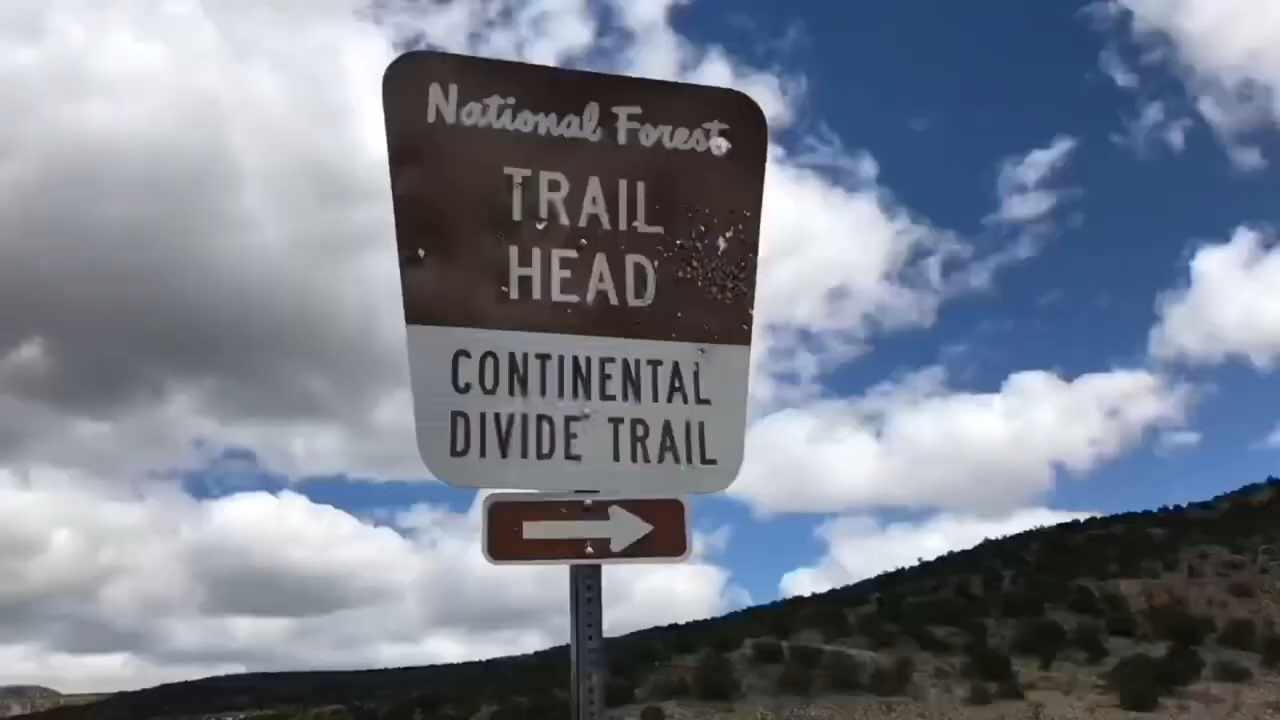 National Forest
TRAIL
HEAD
CONTINENTAL
DIVIDE TRAIL